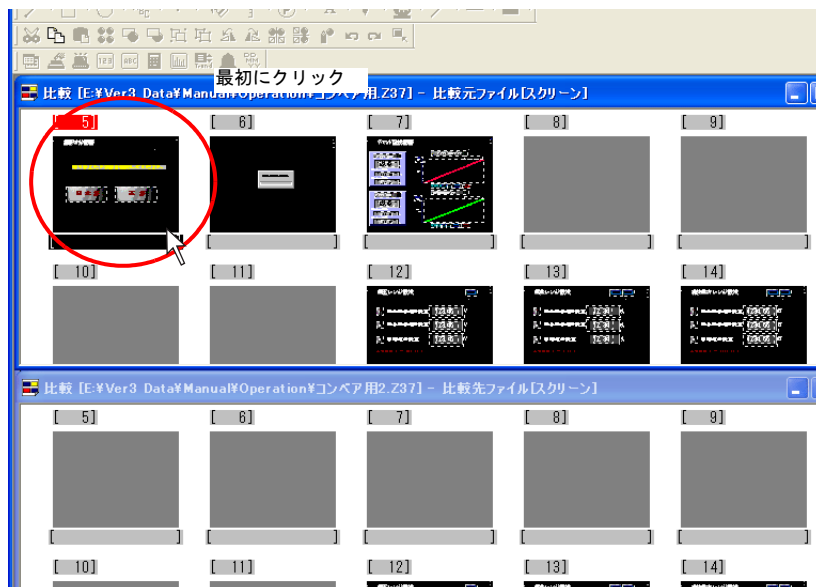 最初にクリック
比較 [E:¥Ver3 Data¥Manual¥Operation¥コンベア用.Z37] - 比較元ファイル[スクリーン]
[ 5] [ 6] [ 7] [ 8] [ 9]
[ ] [ ] [ ] [ ] [ ]
[ 10] [ 11] [ 12] [ 13] [ 14]
比較 [E:¥Ver3 Data¥Manual¥Operation¥コンベア用2.Z37] - 比較先ファイル[スクリーン]
[ 5] [ 6] [ 7] [ 8] [ 9]
[ ] [ ] [ ] [ ] [ ]
[ 10] [ 11] [ 12] [ 13] [ 14]